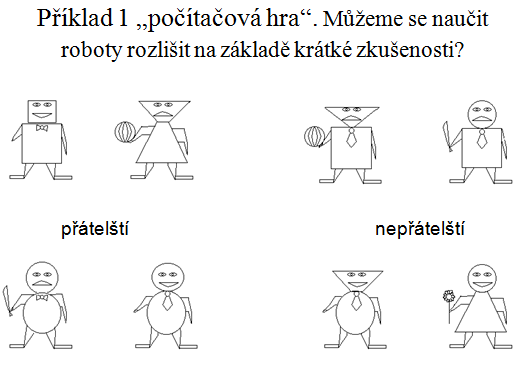 Příklad 1 „počítačová hra“. Můžeme se naučit
roboty rozlišit na základě krátké zkušenosti?
přátelští
nepřátelští